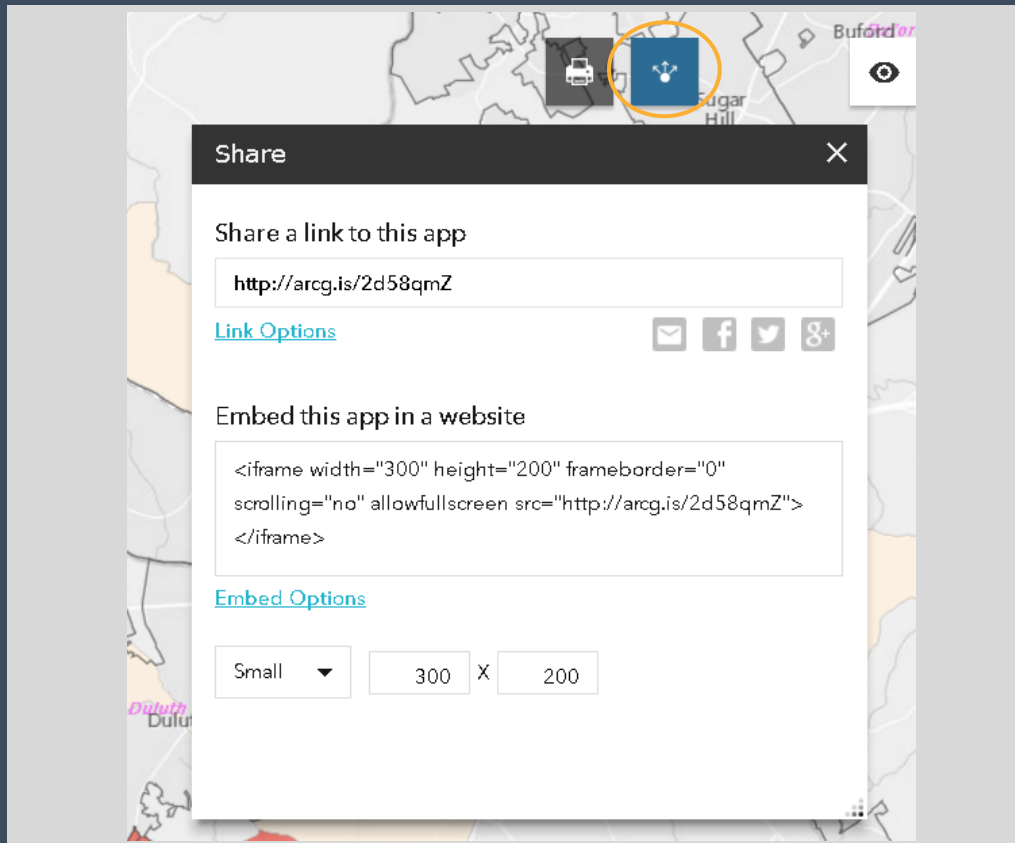 Buford
Sugar
Hill
Share
Share a link to this app
http://arcg.is/2d58qmZ
Link Options
g+
Embed this app in a website
<iframe width="300" height="200" frameborder="0"
scrolling="no" allowfullscreen src="http://arcg.is/2d58qmZ">
</iframe>
Embed Options
Small 300 X 200
Duluth
Dulut